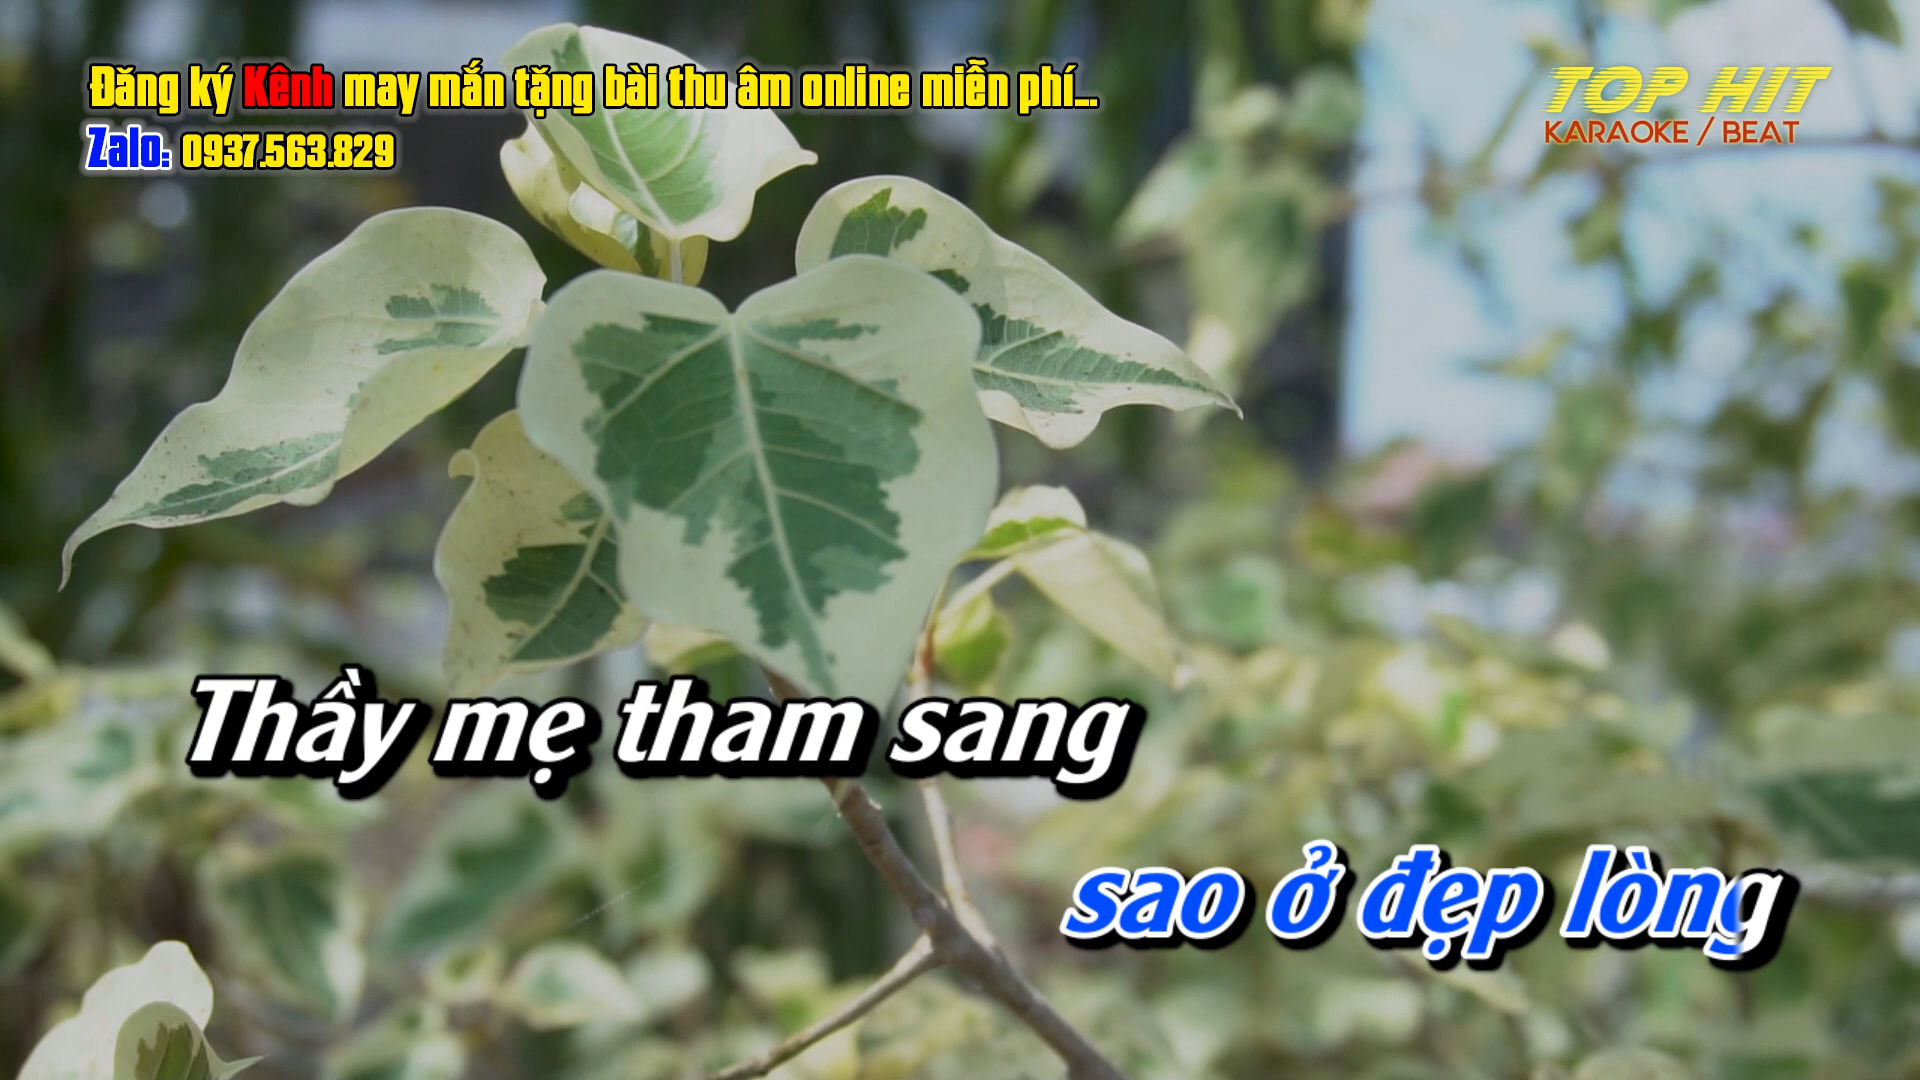 Đăng ký Kênh may mắn tặng bài thu âm online miễn phí...
Zalo: 0937.563.829
TOP HIT
KARAOKE / BEAT
Thầy mẹ tham sang
sao ở đẹp lòng